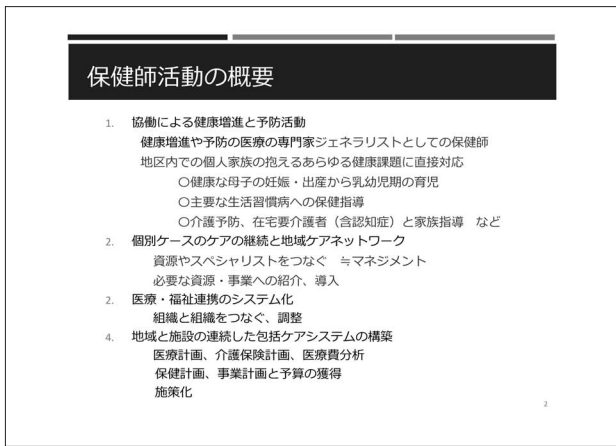 保健師活動の概要
1. 協働による健康増進と予防活動
健康増進や予防の医療の専門家ジェネラリストとしての保健師
地区内での個人家族の抱えるあらゆる健康課題に直接対応
○健康な母子の妊娠・出産から乳幼児期の育児
○主要な生活習慣病への保健指導
○介護予防、在宅要介護者(含認知症)と家族指導 など
2. 個別ケースのケアの継続と地域ケアネットワーク
資源やスペシャリストをつなぐ ≒マネジメント
必要な資源・事業への紹介、導入
2. 医療・福祉連携のシステム化
組織と組織をつなぐ、調整
4. 地域と施設の連続した包括ケアシステムの構築
医療計画、介護保険計画、医療費分析
保健計画、事業計画と予算の獲得
施策化
2